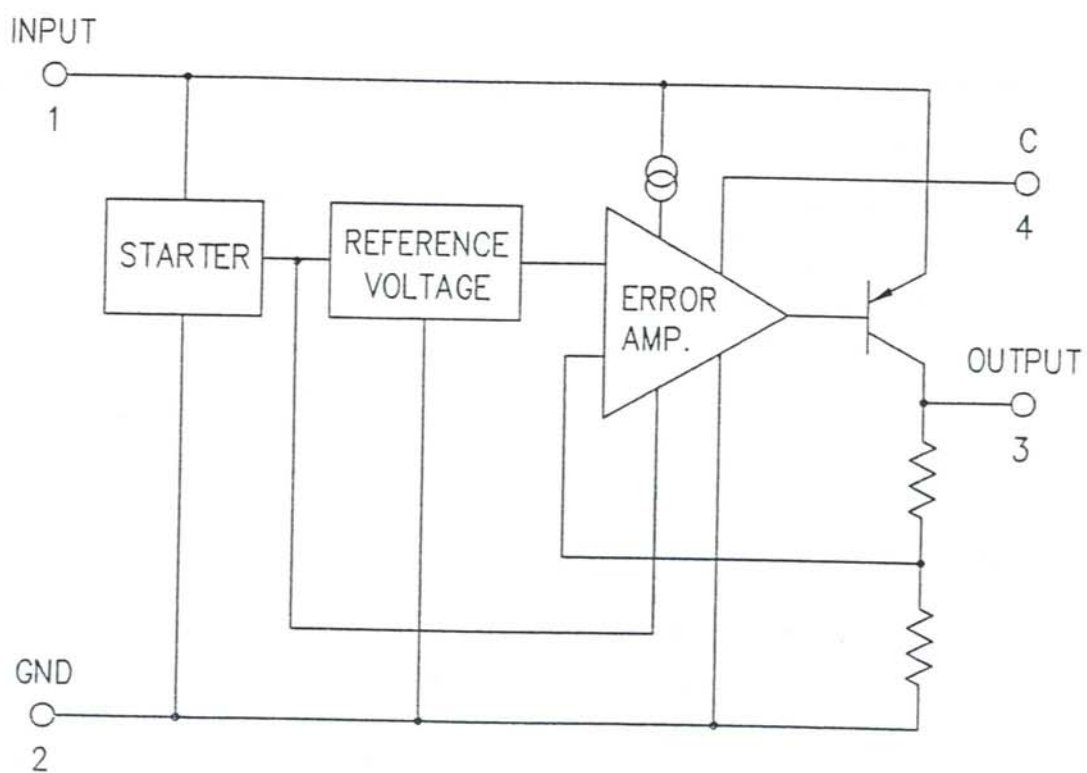 INPUT
1
C
4
STARTER
REFERENCE
VOLTAGE
ERROR
AMP.
OUTPUT
3
GND
2